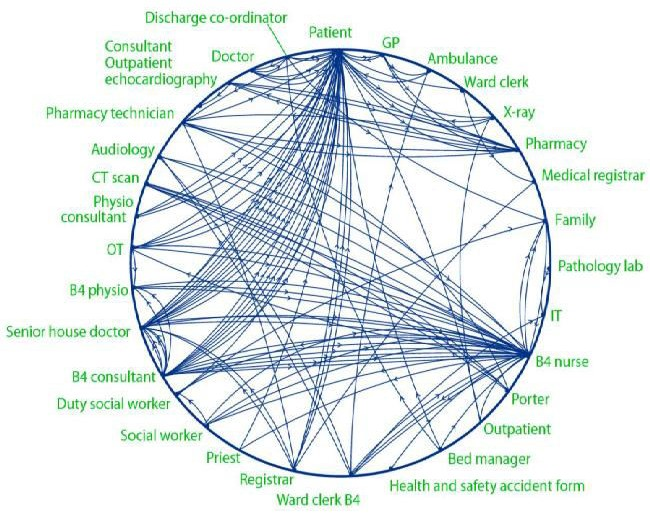 Discharge co-ordinator
Patient
GP
Consultant
Outpatient
echocardiography
Doctor
Ambulance
Ward clerk
Pharmacy technician
X-ray
Audiology
Pharmacy
CT scan
Medical registrar
Physio
consultant
Family
OT
Pathology lab
B4 physio
IT
Senior house doctor
B4 nurse
B4 consultant
Porter
Duty social worker
Outpatient
Social worker
Bed manager
Priest
Registrar
Health and safety accident form
Ward clerk B4